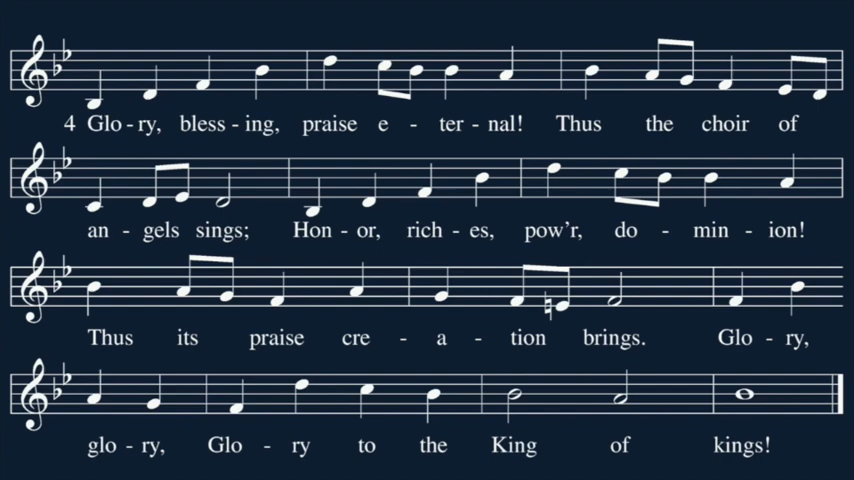 4 Glo - ry, bless - ing, praise e - ter - nal! Thus the choir of
an - gels sings; Hon - or, rich - es, pow'r, do - min - ion!
Thus its praise cre - a - tion brings. Glo - ry,
glo - ry, Glo - ry to the King of kings!